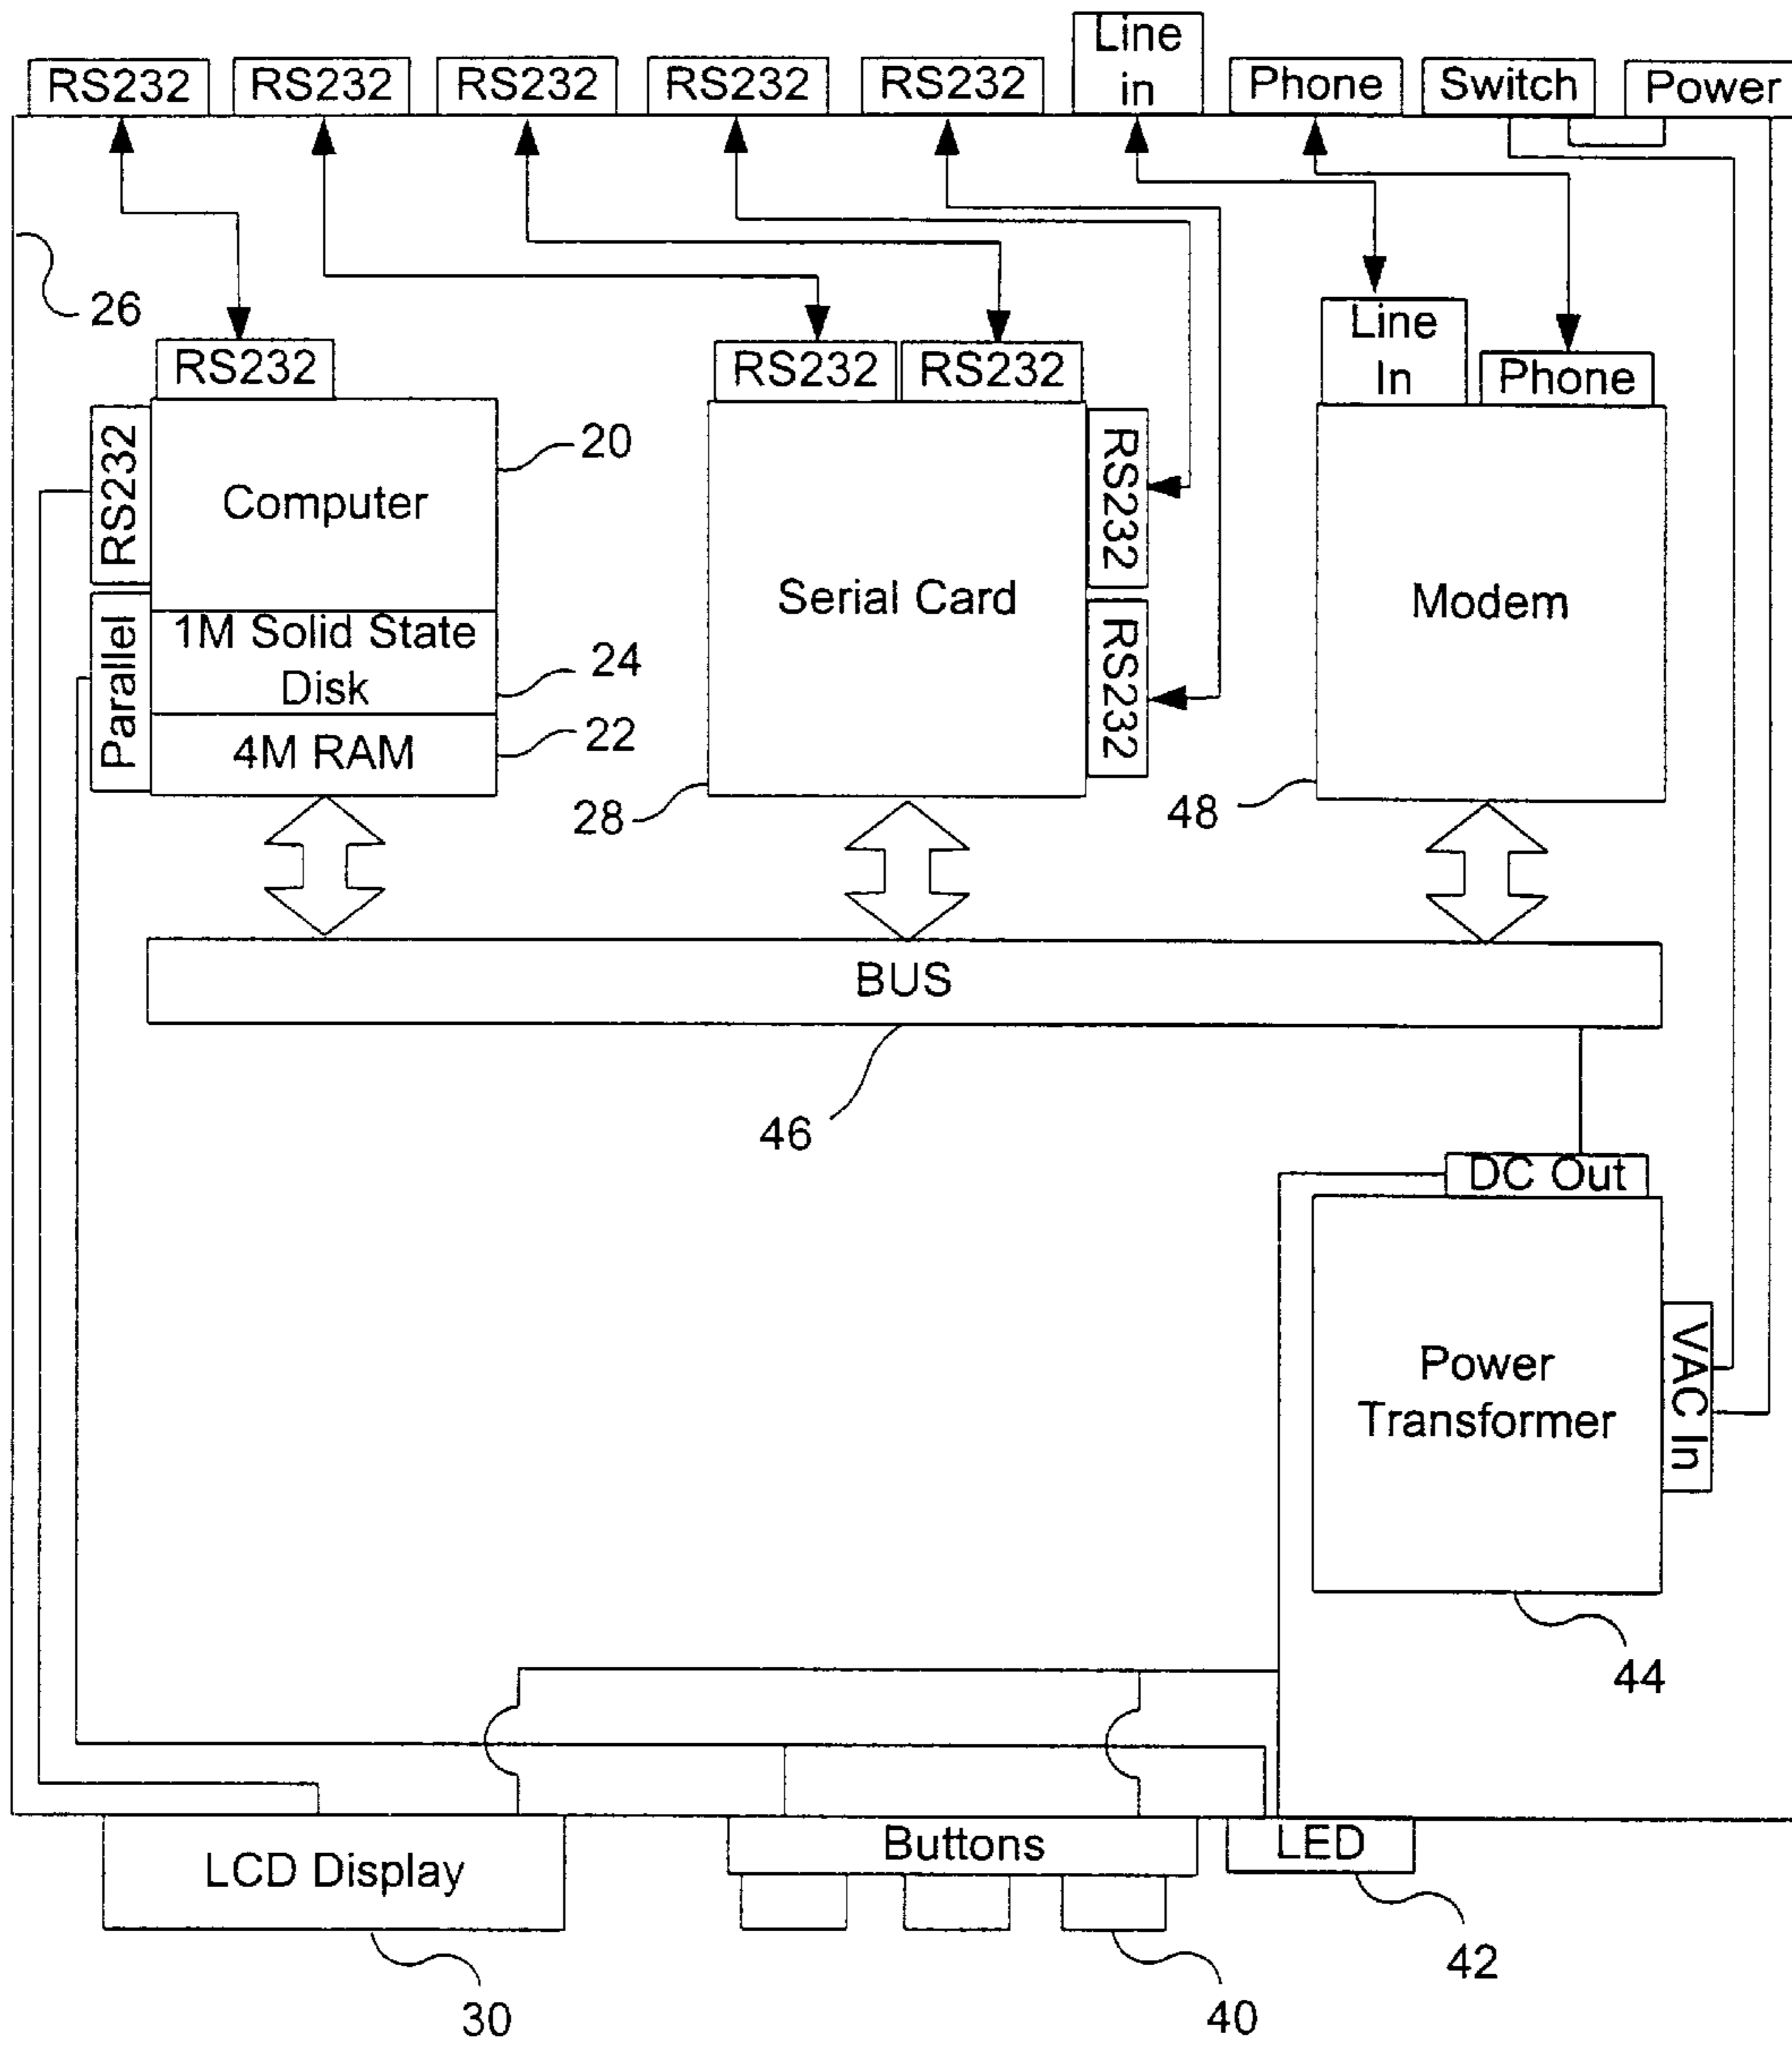 RS232
RS232
RS232
RS232
RS232
Line
in
Phone
Switch
Power
26
RS232
RS232
RS232
Line
In
Phone
RS232
Computer
20
Parallel
1M Solid State
Disk
24
4M RAM
22
Serial Card
RS232
RS232
28
Modem
48
BUS
46
DC Out
Power
Transformer
VAC In
44
LCD Display
Buttons
LED
30
40
42